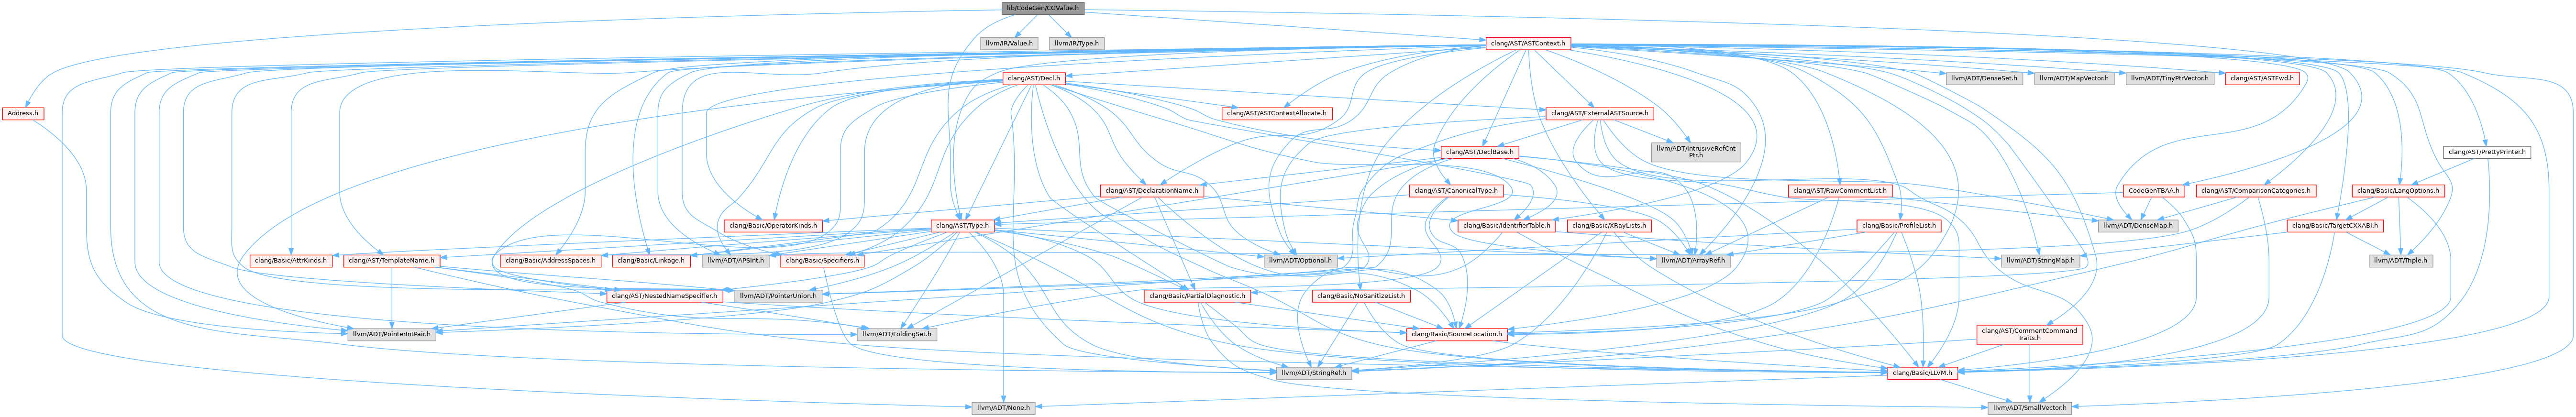 lib/CodeGen/CGValue.h
llvm/IR/Value.h
llvm/IR/Type.h
clang/AST/ASTContext.h
clang/AST/Decl.h
llvm/ADT/DenseSet.h
llvm/ADT/MapVector.h
llvm/ADT/TinyPtrVector.h
clang/AST/ASTFwd.h
Address.h
clang/AST/ASTContextAllocate.h
clang/AST/ExternalASTSource.h
llvm/ADT/IntrusiveRefCnt
Ptr.h
clang/AST/DeclBase.h
clang/AST/PrettyPrinter.h
clang/AST/DeclarationName.h
clang/AST/CanonicalType.h
clang/AST/RawCommentList.h
CodeGenTBAA.h
clang/AST/ComparisonCategories.h
clang/Basic/LangOptions.h
clang/Basic/OperatorKinds.h
clang/AST/Type.h
clang/Basic/IdentifierTable.h
clang/Basic/XRayLists.h
clang/Basic/ProfileList.h
llvm/ADT/DenseMap.h
clang/Basic/TargetCXXABI.h
clang/Basic/AttrKinds.h
clang/AST/TemplateName.h
clang/Basic/AddressSpaces.h
clang/Basic/Linkage.h
llvm/ADT/APSInt.h
clang/Basic/Specifiers.h
llvm/ADT/Optional.h
llvm/ADT/ArrayRef.h
llvm/ADT/StringMap.h
llvm/ADT/Triple.h
clang/AST/NestedNameSpecifier.h
llvm/ADT/PointerUnion.h
clang/Basic/PartialDiagnostic.h
clang/Basic/NoSanitizeList.h
llvm/ADT/PointerIntPair.h
llvm/ADT/FoldingSet.h
clang/Basic/SourceLocation.h
clang/AST/CommentCommand
Traits.h
llvm/ADT/StringRef.h
clang/Basic/LLVM.h
llvm/ADT/None.h
llvm/ADT/SmallVector.h